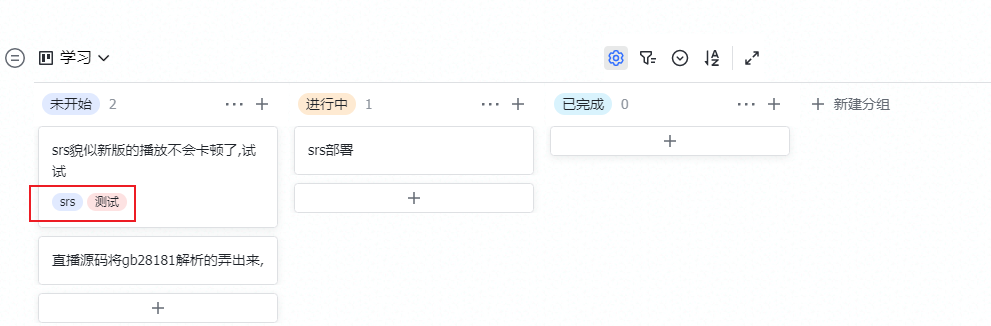 学习
未开始 2
进行中 1
已完成 0
新建分组
srs貌似新版的播放不会卡顿了,试
试
srs 测试
直播源码将gb28181解析的弄出来,
srs部署